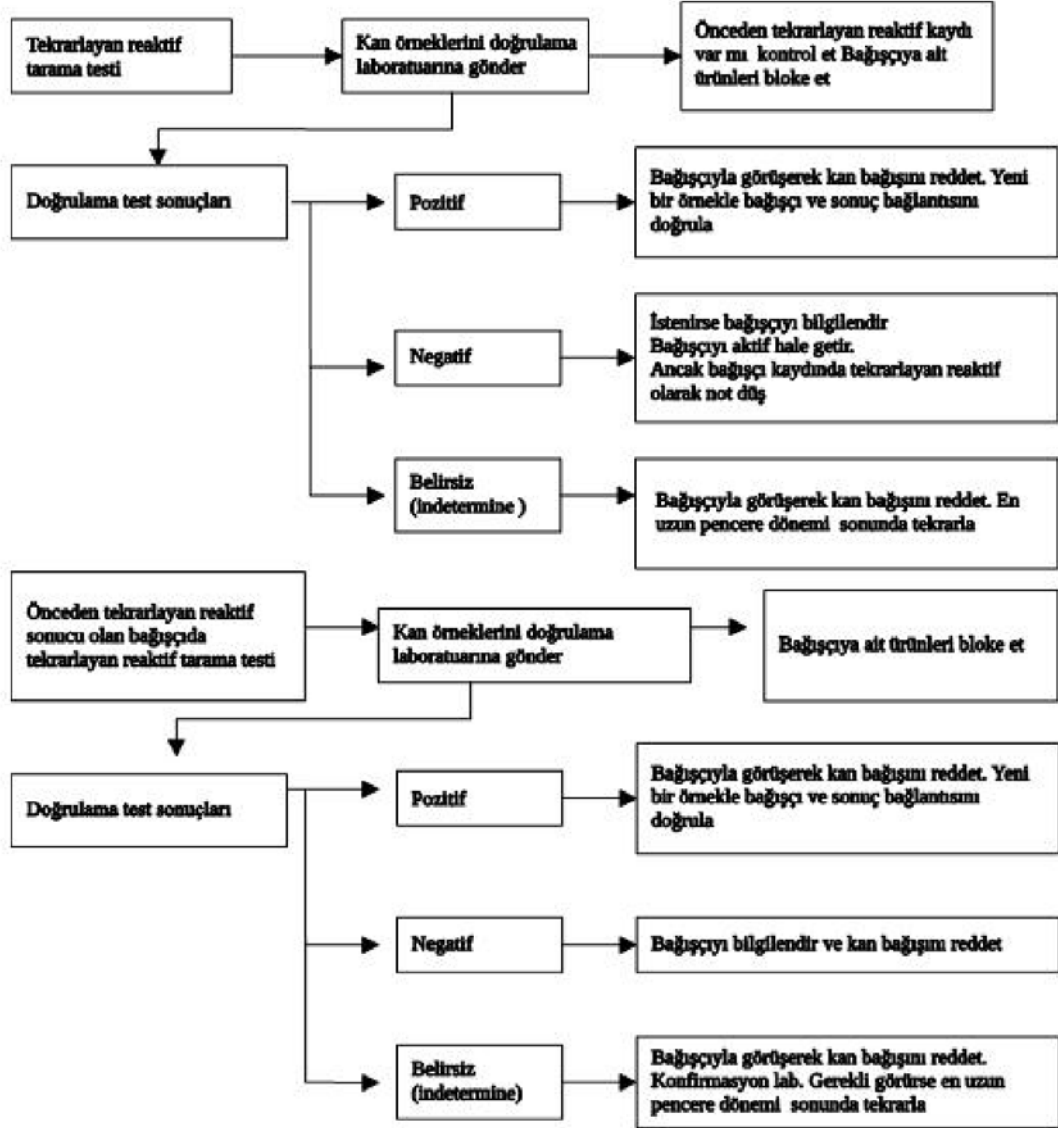 Tekrarlayan reaktif
tarama testi
Kan örneklerini doğrulama
laboratuarına gönder
Önceden tekrarlayan reaktif kaydı
var mı kontrol et Bağışçıya ait
ürünleri bloke et
Doğrulama test sonuçları
Pozitif
Bağışçıyla görüşerek kan bağışını reddet. Yeni
bir örnekle bağışçı ve sonuç bağlantısını
doğrula
Negatif
İstenirse bağışçıyı bilgilendir
Bağışçıyı aktif hale getir.
Ancak bağışçı kaydında tekrarlayan reaktif
olarak not düş
Belirsiz
(indetermine )
Bağışçıyla görüşerek kan bağışını reddet. En
uzun pencere dönemi sonunda tekrarla
Önceden tekrarlayan reaktif
sonucu olan bağışçıda
tekrarlayan reaktif tarama testi
Kan örneklerini doğrulama
laboratuarına gönder
Bağışçıya ait ürünleri bloke et
Doğrulama test sonuçları
Pozitif
Bağışçıyla görüşerek kan bağışını reddet. Yeni
bir örnekle bağışçı ve sonuç bağlantısını
doğrula
Negatif
Bağışçıyı bilgilendir ve kan bağışını reddet
Belirsiz
(indetermine)
Bağışçıyla görüşerek kan bağışını reddet.
Konfirmasyon lab. Gerekli görürse en uzun
pencere dönemi sonunda tekrarla